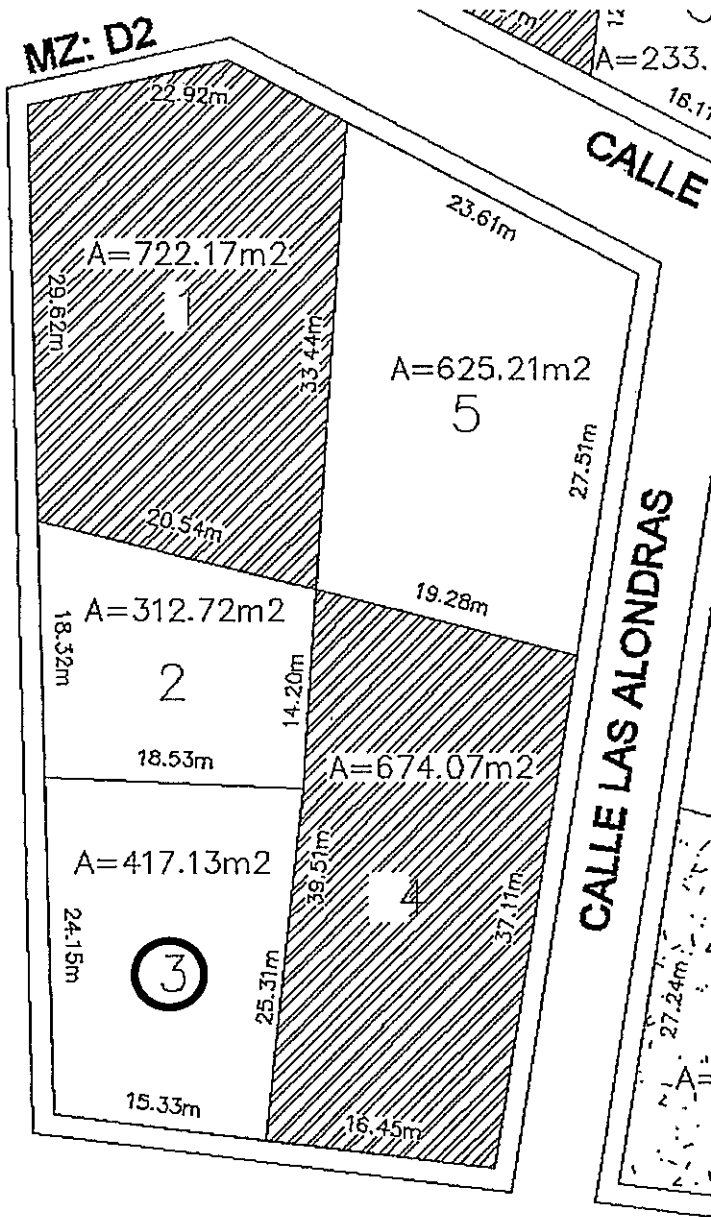 MZ: D2
22.92m
A=722.17m2
1
29.62m
33.44m
20.54m
23.61m
A=625.21m2
5
27.51m
19.28m
A=312.72m2
2
18.32m
14.20m
18.53m
A=417.13m2
3
24.15m
25.31m
15.33m
A=674.07m2
4
39.51m
37.11m
16.45m
CALLE
CALLE LAS ALONDRAS
A=233.
16.11
27.24m
A=